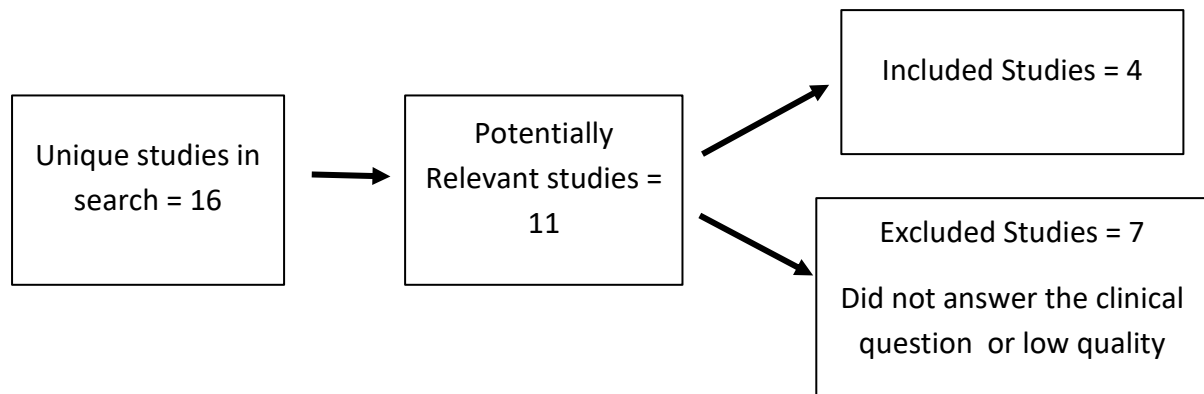 Unique studies in
search = 16
Potentially
Relevant studies =
11
Included Studies = 4
Excluded Studies = 7
Did not answer the clinical
question  or low quality